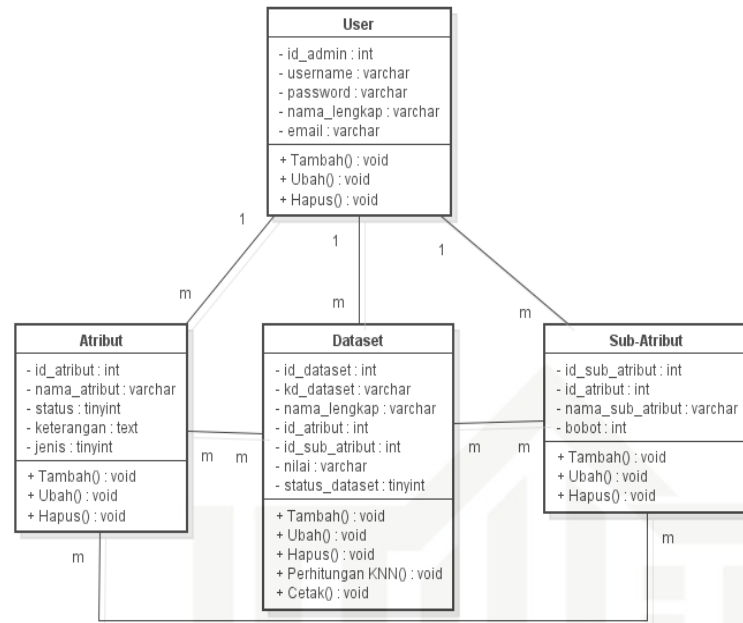 User
- id_admin : int
- username : varchar
- password : varchar
- nama_lengkap : varchar
- email : varchar
+ Tambah() : void
+ Ubah() : void
+ Hapus() : void
1
1
1
m
m
m
Atribut
- id_atribut : int
- nama_atribut : varchar
- status : tinyint
- keterangan : text
- jenis : tinyint
+ Tambah() : void
+ Ubah() : void
+ Hapus() : void
m
m
Dataset
- id_dataset : int
- kd_dataset : varchar
- nama_lengkap : varchar
- id_atribut : int
- id_sub_atribut : int
- nilai : varchar
- status_dataset : tinyint
+ Tambah() : void
+ Ubah() : void
+ Hapus() : void
+ Perhitungan KNN() : void
+ Cetak() : void
m
m
Sub-Atribut
- id_sub_atribut : int
- id_atribut : int
- nama_sub_atribut : varchar
- bobot : int
+ Tambah() : void
+ Ubah() : void
+ Hapus() : void
m
m